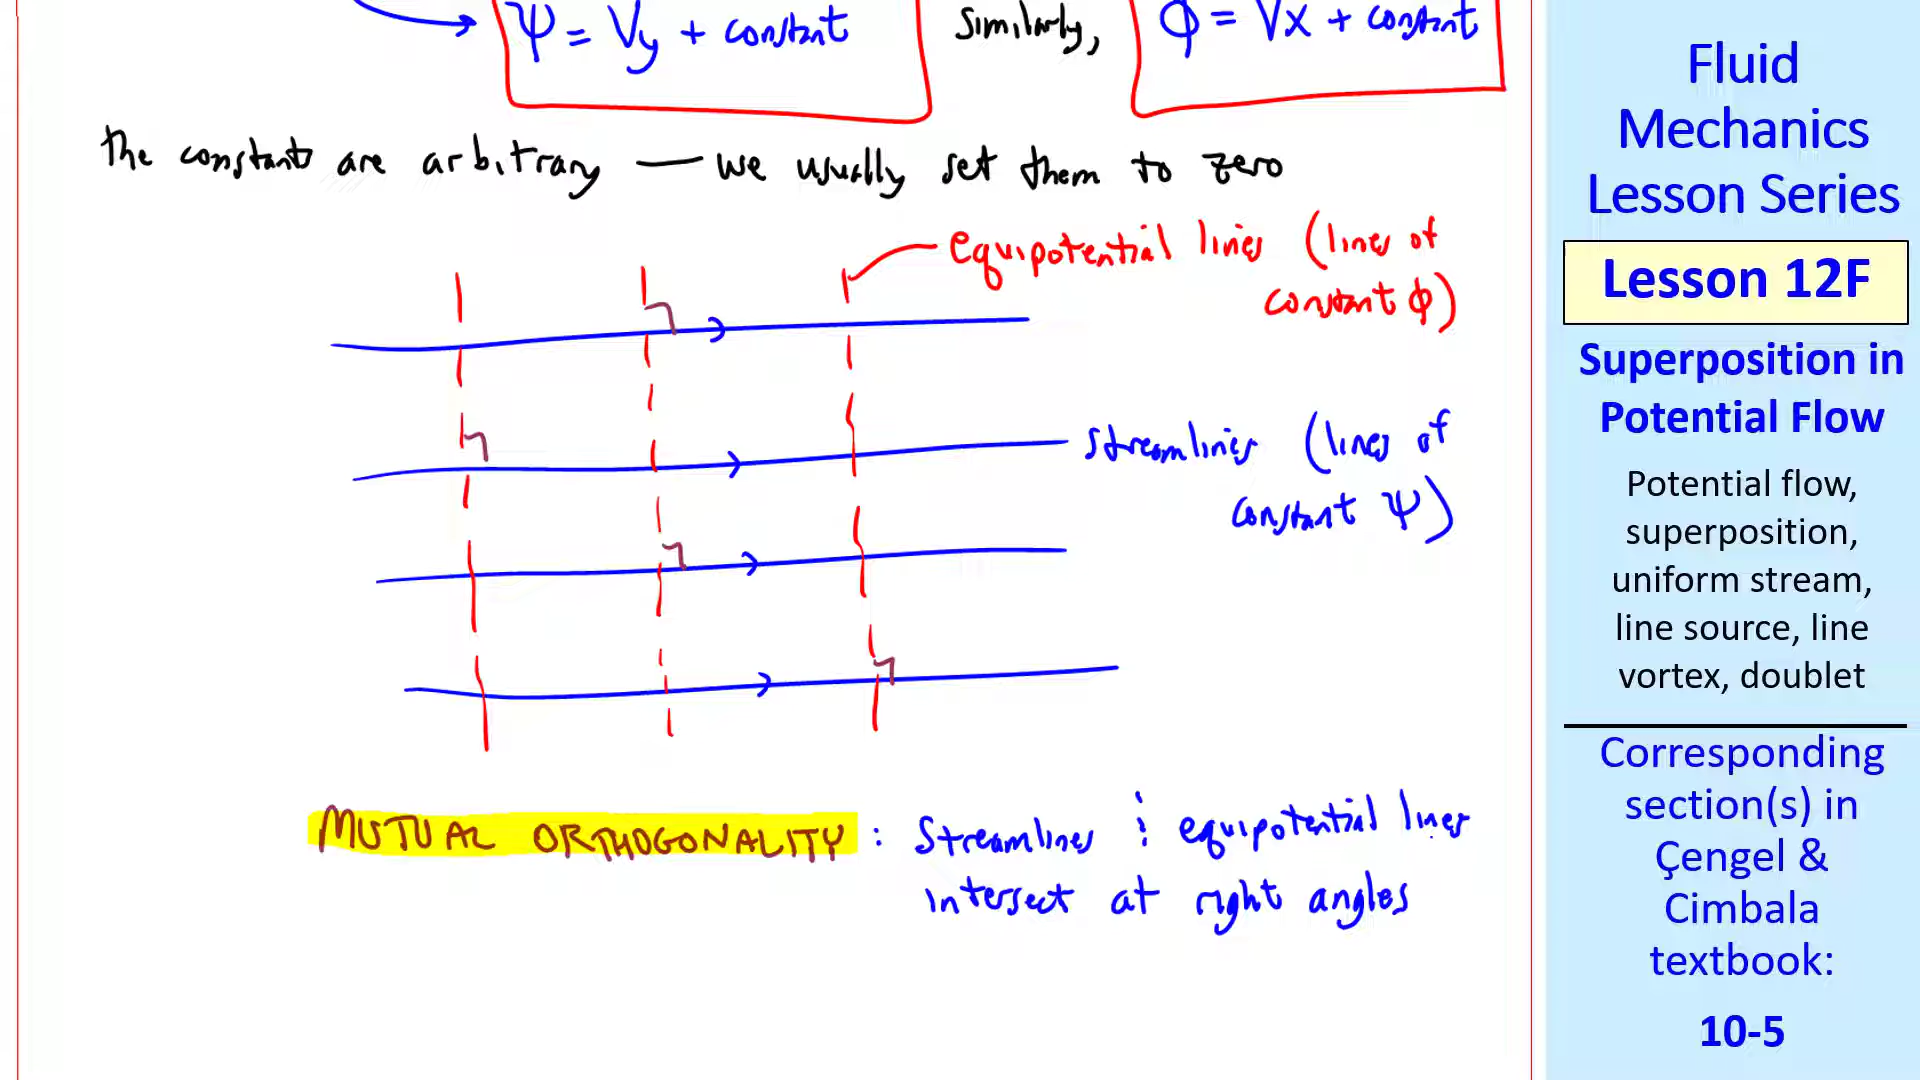 Ψ = Vy + constant Similarly, Φ = Vx + constant
The constants are arbitrary — we usually set them to zero
equipotential lines (lines of
constant ϕ)
streamlines (lines of
constant Ψ)
MUTUAL ORTHOGONALITY : Streamlines & equipotential lines
intersect at right angles
Fluid
Mechanics
Lesson Series
Lesson 12F
Superposition in
Potential Flow
Potential flow,
superposition,
uniform stream,
line source, line
vortex, doublet
Corresponding
section(s) in
Çengel &
Cimbala
textbook:
10-5